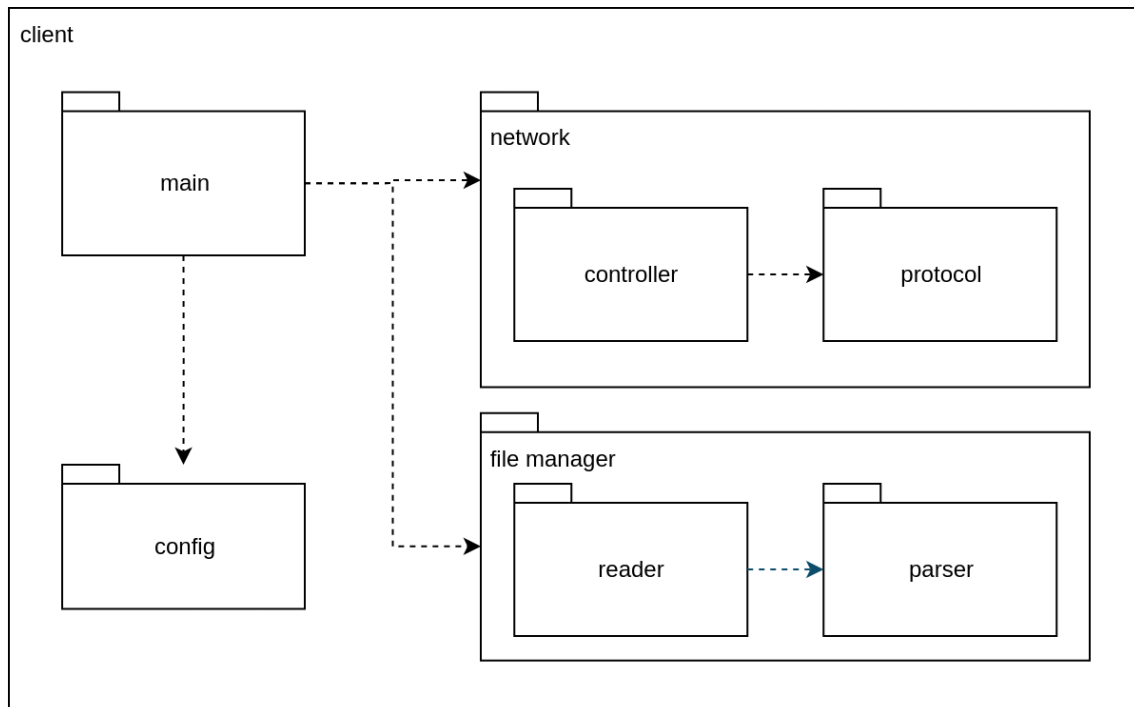 client
main
network
controller
protocol
config
file manager
reader
parser